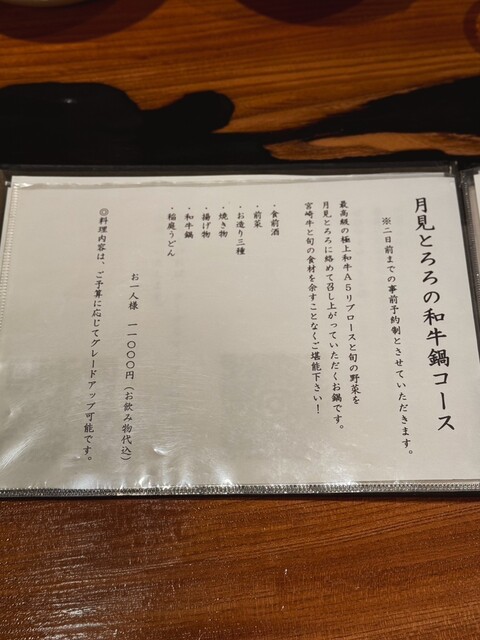 月見とろろの和牛鍋コース
※二日前までの事前予約制とさせていただきます。
最高級の極上和牛A5リブロースと旬の野菜を
月見とろろに絡めて召し上がっていただくお鍋です。
宮崎牛と旬の食材を余すことなくご堪能下さい！
・食前酒
・前菜
・お造り三種
・焼き物
・揚げ物
・和牛鍋
・稲庭うどん
お一人様 一一〇〇〇円（お飲み物代込）
◎料理内容は、ご予算に応じてグレードアップ可能です。